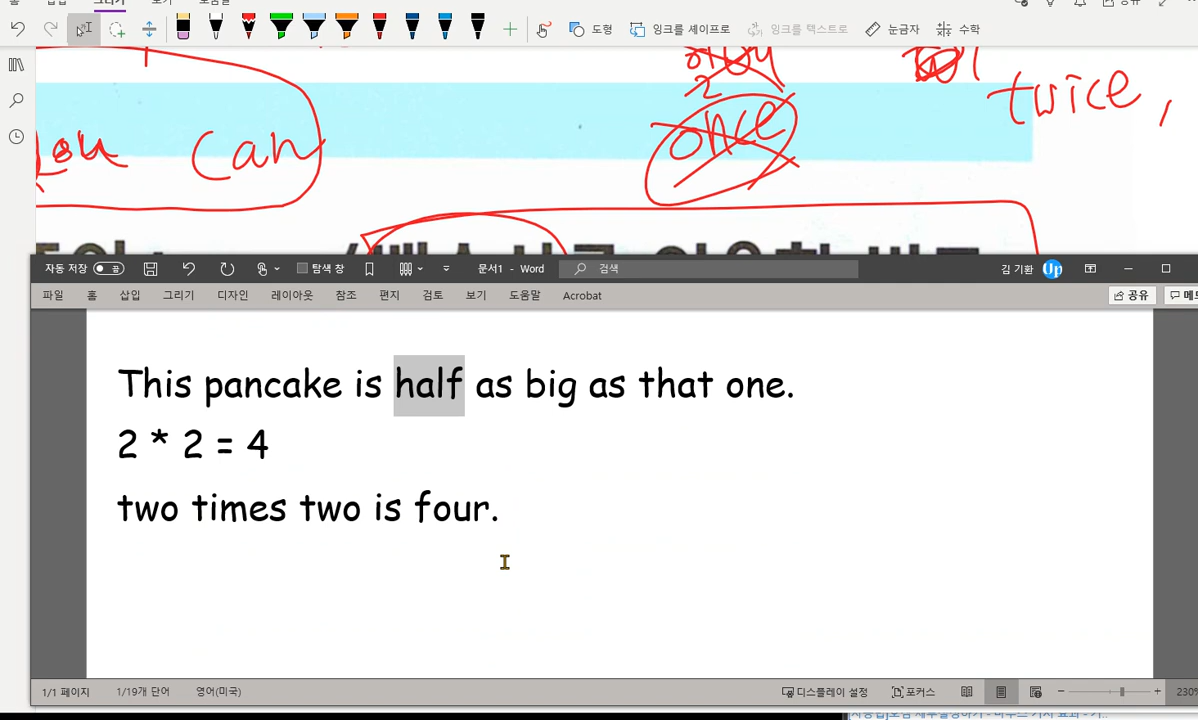 그리기
도형
잉크를 셰이프로
잉크를 텍스트로
눈금자
수학
twice,
can
once
자동 저장
탐색 창
문서1 - Word
검색
김 기환
Up
파일 홈 삽입 그리기 디자인 레이아웃 참조 편지 검토 보기 도움말 Acrobat
공유
This pancake is half as big as that one.
2 * 2 = 4
two times two is four.
1/1 페이지 1/19개 단어 영어(미국)
디스플레이 설정 포커스
230%